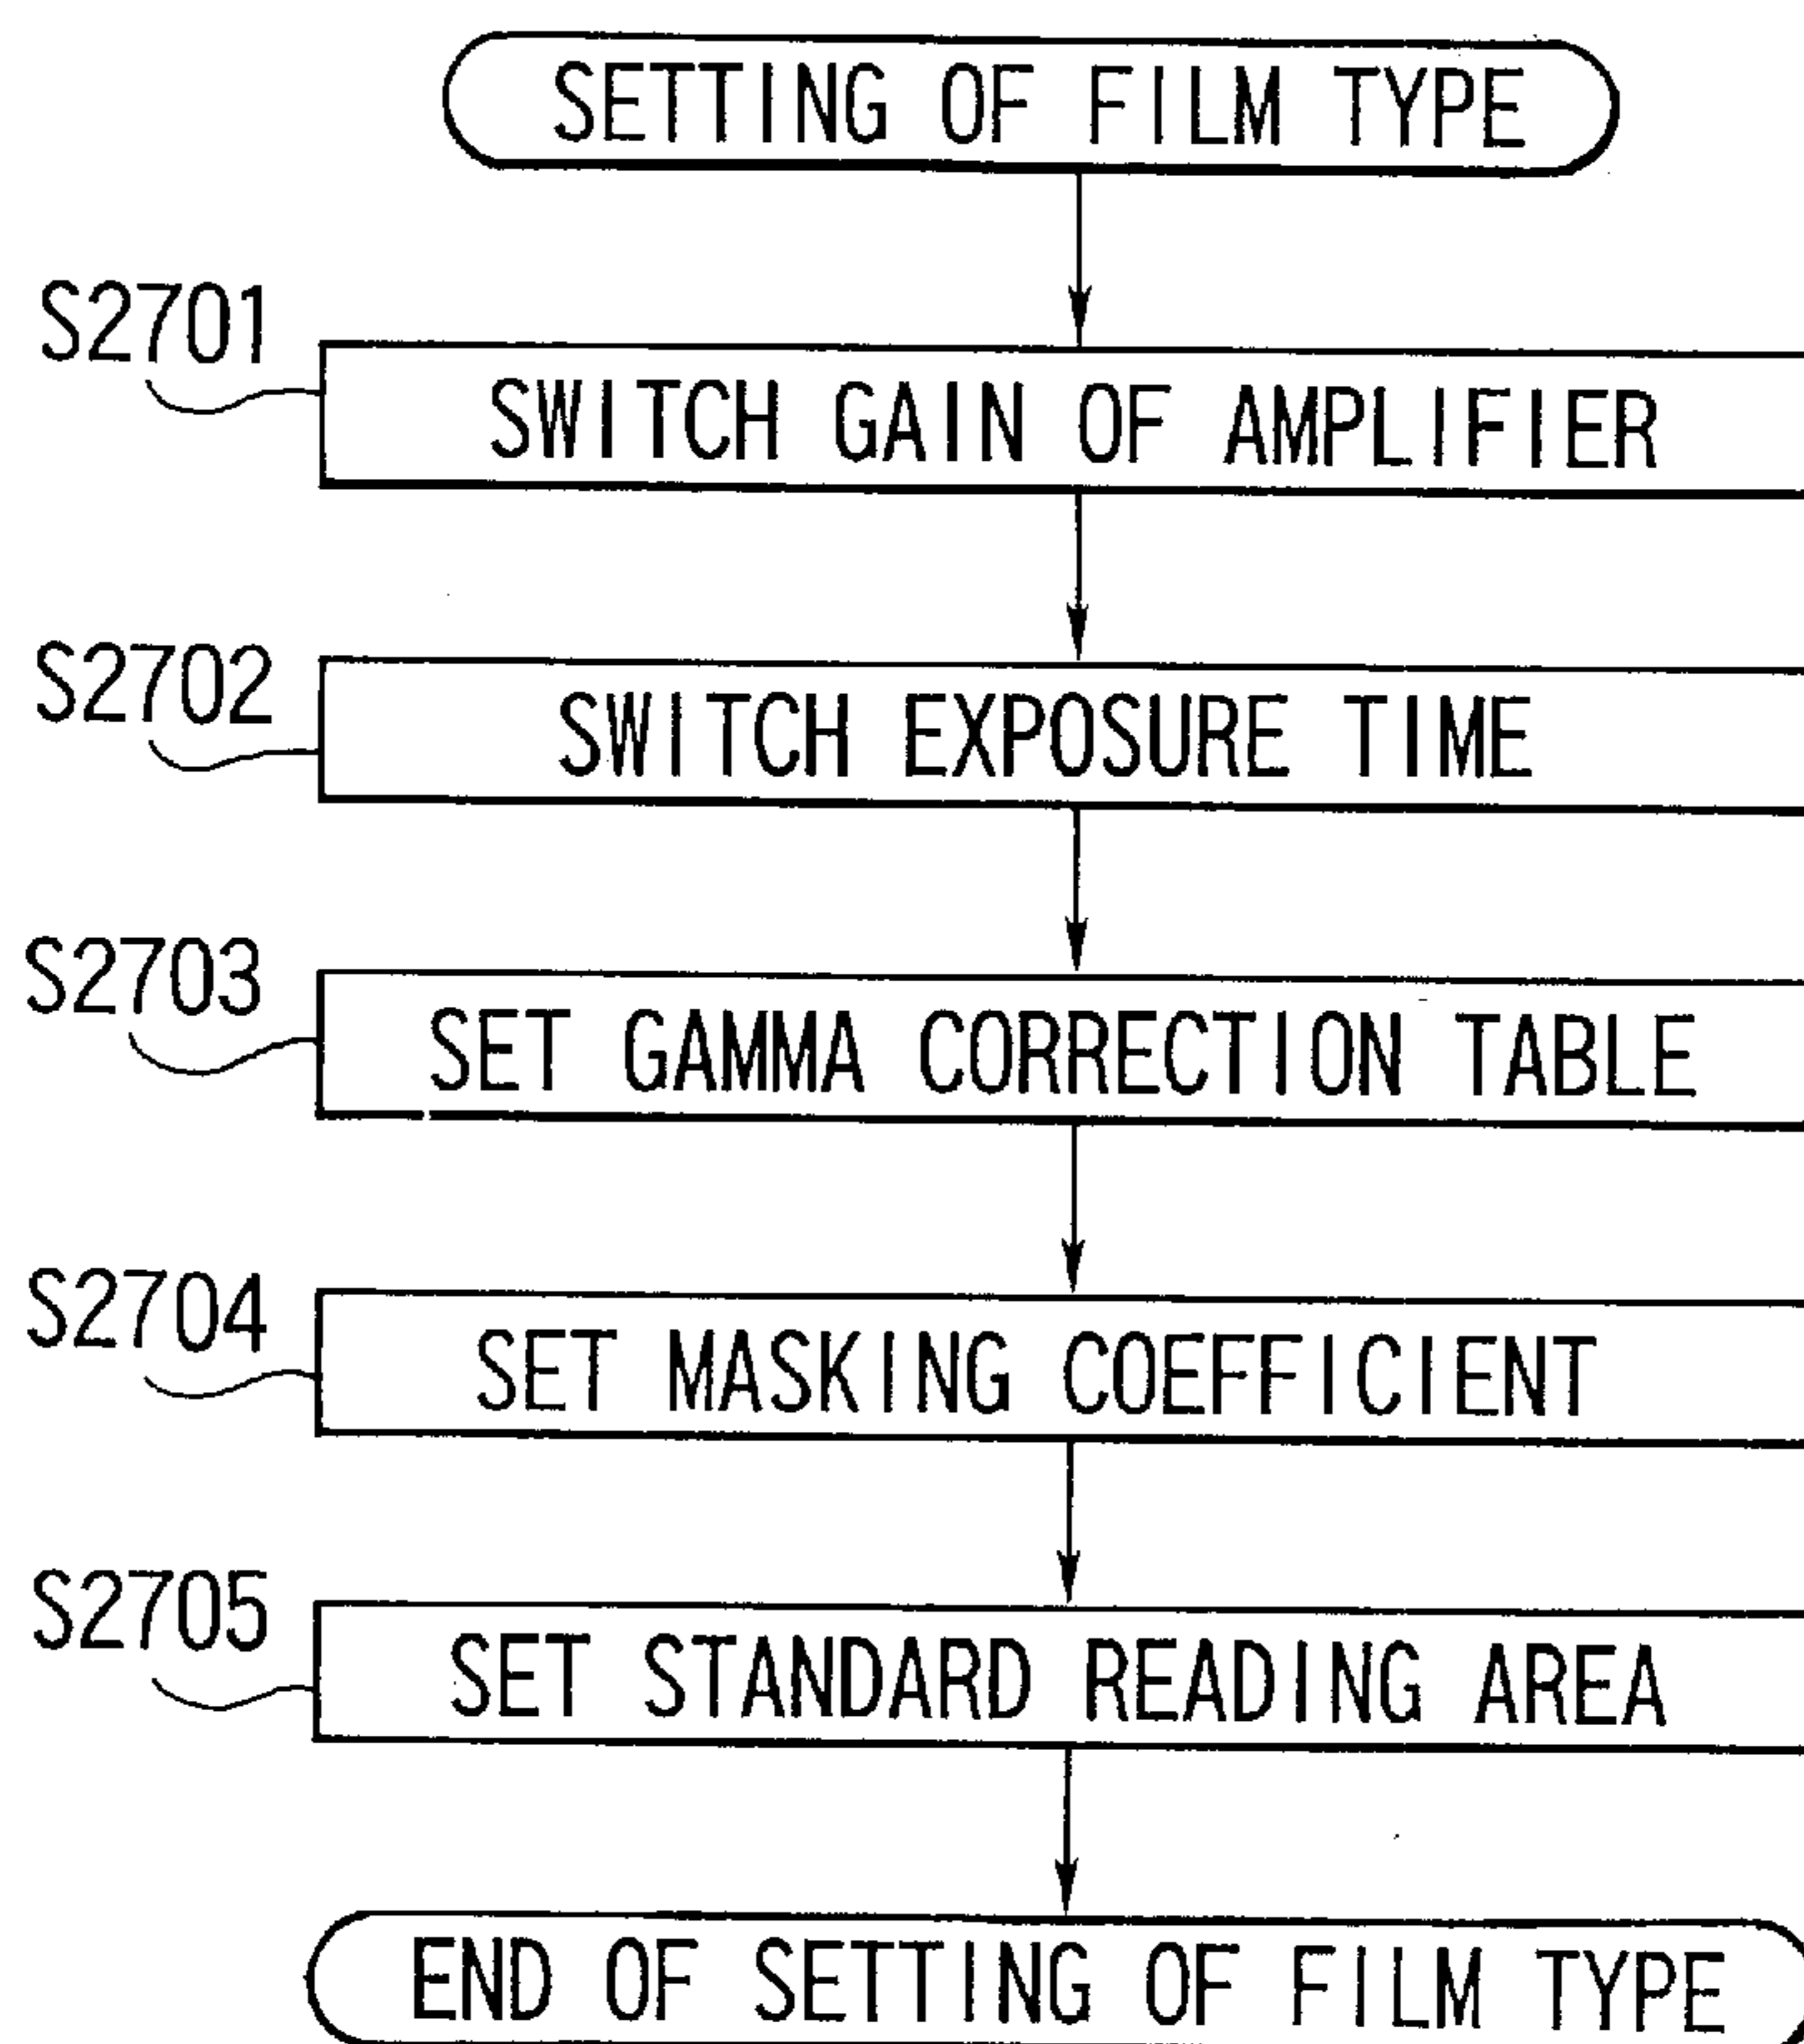 SETTING OF FILM TYPE
S2701
SWITCH GAIN OF AMPLIFIER
S2702
SWITCH EXPOSURE TIME
S2703
SET GAMMA CORRECTION TABLE
S2704
SET MASKING COEFFICIENT
S2705
SET STANDARD READING AREA
END OF SETTING OF FILM TYPE